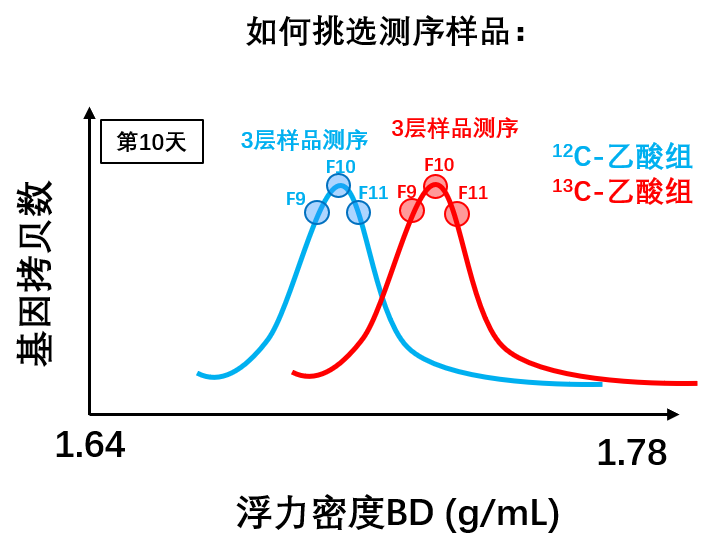 如何挑选测序样品：
第10天
3层样品测序
F10
F9
F11
3层样品测序
F10
F9
F11
¹²C-乙酸组
¹³C-乙酸组
基因拷贝数
1.64
1.78
浮力密度BD (g/mL)